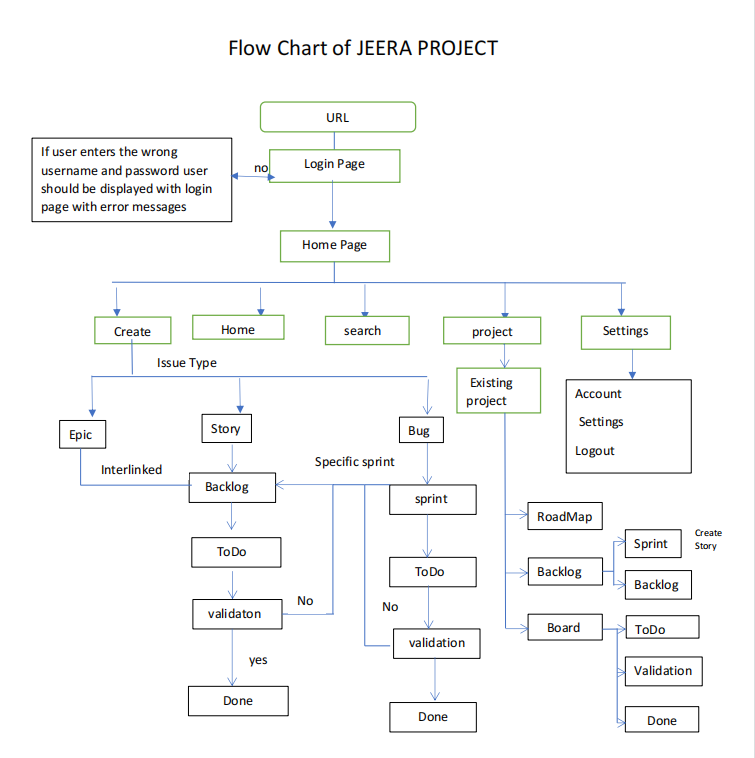 Flow Chart of JEERA PROJECT
URL
If user enters the wrong
username and password user
should be displayed with login
page with error messages
no
Login Page
Home Page
Create
Home
search
project
Settings
Issue Type
Existing
project
Account
Settings
Logout
Epic
Story
Bug
Interlinked
Specific sprint
Backlog
sprint
RoadMap
ToDo
ToDo
Backlog
Sprint
Create
Story
Backlog
validaton
No
No
validation
Board
ToDo
Validation
Done
yes
Done
Done